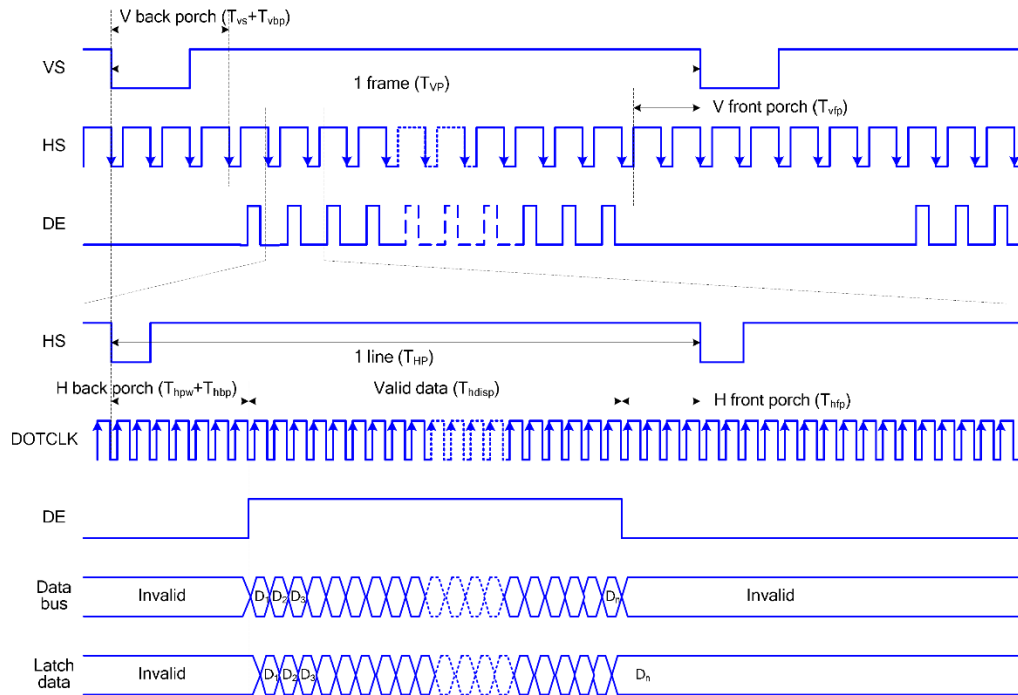 V back porch (Tvs+Tvbp)
VS
1 frame (TVP)
V front porch (Tvfp)
HS
DE
HS
1 line (THP)
H back porch (Thpw+Thbp)
Valid data (Thdisp)
H front porch (Thfp)
DOTCLK
DE
Data
bus
Invalid
D1 D2 D3
Dn
Invalid
Latch
data
Invalid
D1 D2 D3
Dn